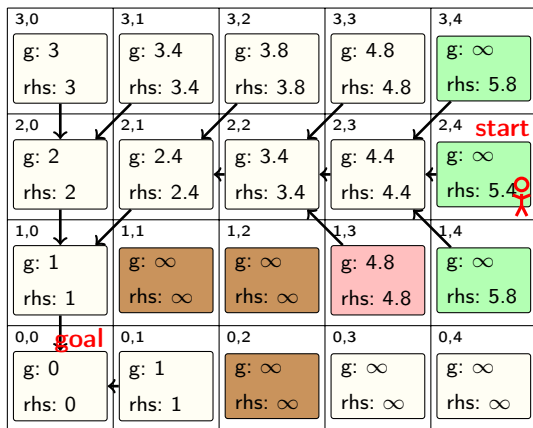 3,0 3,1 3,2 3,3 3,4
g: 3 g: 3.4 g: 3.8 g: 4.8 g: ∞
rhs: 3 rhs: 3.4 rhs: 3.8 rhs: 4.8 rhs: 5.8
2,0 2,1 2,2 2,3 2,4 start
g: 2 g: 2.4 g: 3.4 g: 4.4 g: ∞
rhs: 2 rhs: 2.4 rhs: 3.4 rhs: 4.4 rhs: 5.4
1,0 1,1 1,2 1,3 1,4
g: 1 g: ∞ g: ∞ g: 4.8 g: ∞
rhs: 1 rhs: ∞ rhs: ∞ rhs: 4.8 rhs: 5.8
0,0 goal 0,1 0,2 0,3 0,4
g: 0 g: 1 g: ∞ g: ∞ g: ∞
rhs: 0 rhs: 1 rhs: ∞ rhs: ∞ rhs: ∞